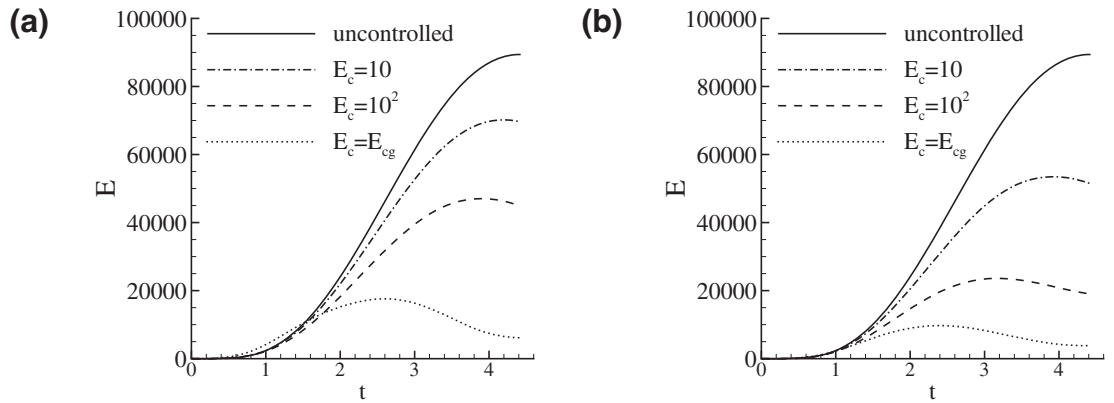 (a)
100000
80000
60000
40000
20000
0
E
uncontrolled
E_c=10
E_c=10^2
E_c=E_cg
0 1 2 3 4
t
(b)
100000
80000
60000
40000
20000
0
E
uncontrolled
E_c=10
E_c=10^2
E_c=E_cg
0 1 2 3 4
t